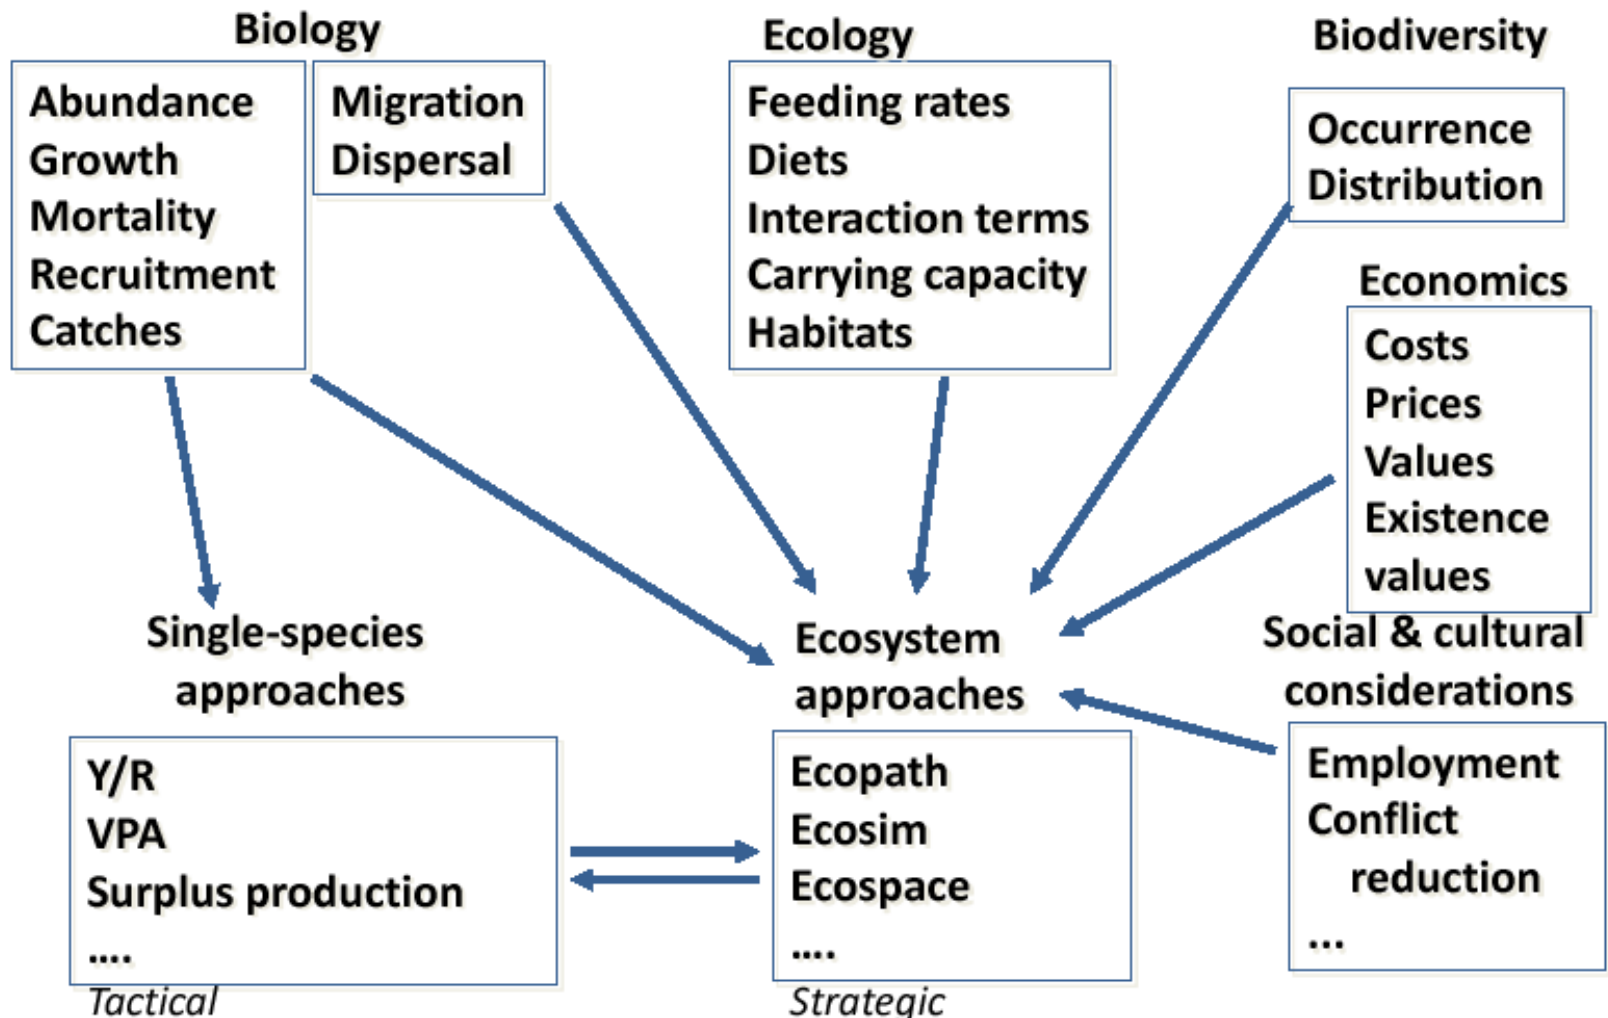 Biology
Abundance
Growth
Mortality
Recruitment
Catches
Migration
Dispersal
Ecology
Feeding rates
Diets
Interaction terms
Carrying capacity
Habitats
Biodiversity
Occurrence
Distribution
Economics
Costs
Prices
Values
Existence
values
Single-species
approaches
Y/R
VPA
Surplus production
....
Tactical
Ecosystem
approaches
Ecopath
Ecosim
Ecospace
....
Strategic
Social & cultural
considerations
Employment
Conflict
reduction
...